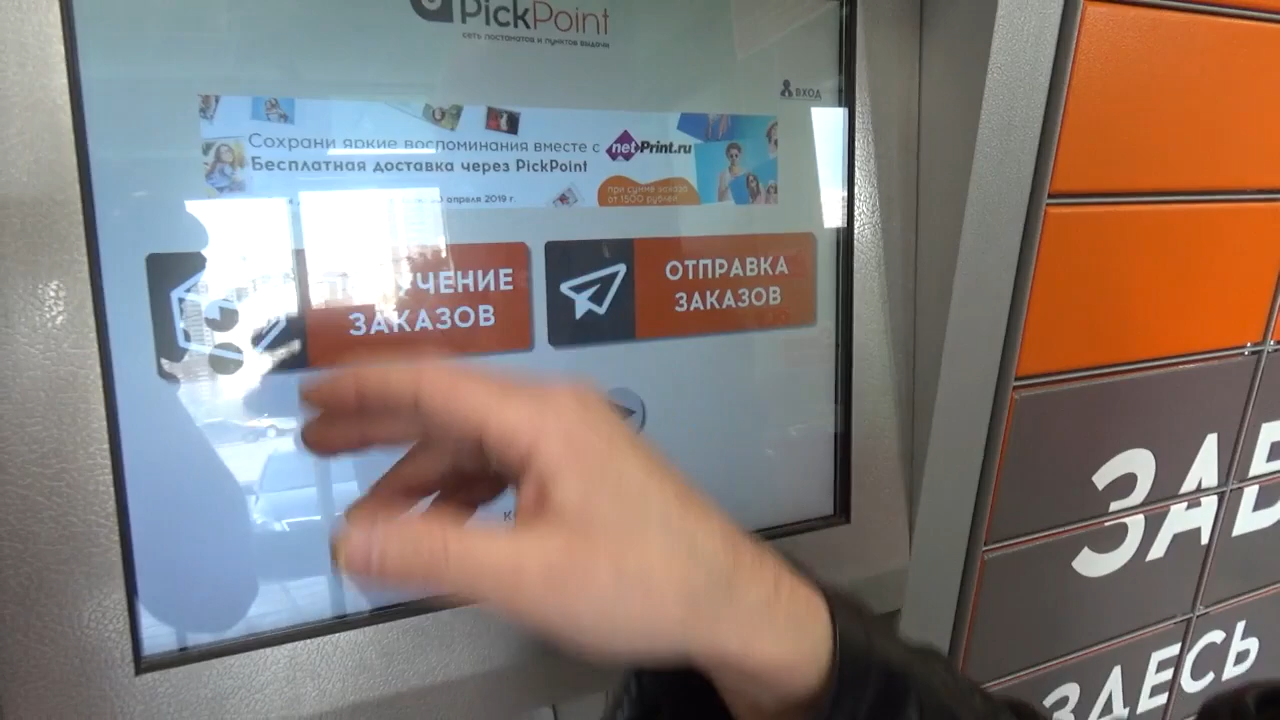 PickPoint
сеть постаматов и пунктов выдачи
ВХОД
Сохрани яркие воспоминания вместе с netPrint.ru
Бесплатная доставка через PickPoint
при сумме заказа
от 1500 рублей
апреля 2019 г.
УЧЕНИЕ
ЗАКАЗОВ
ОТПРАВКА
ЗАКАЗОВ
ЗАБ
ЗДЕСЬ